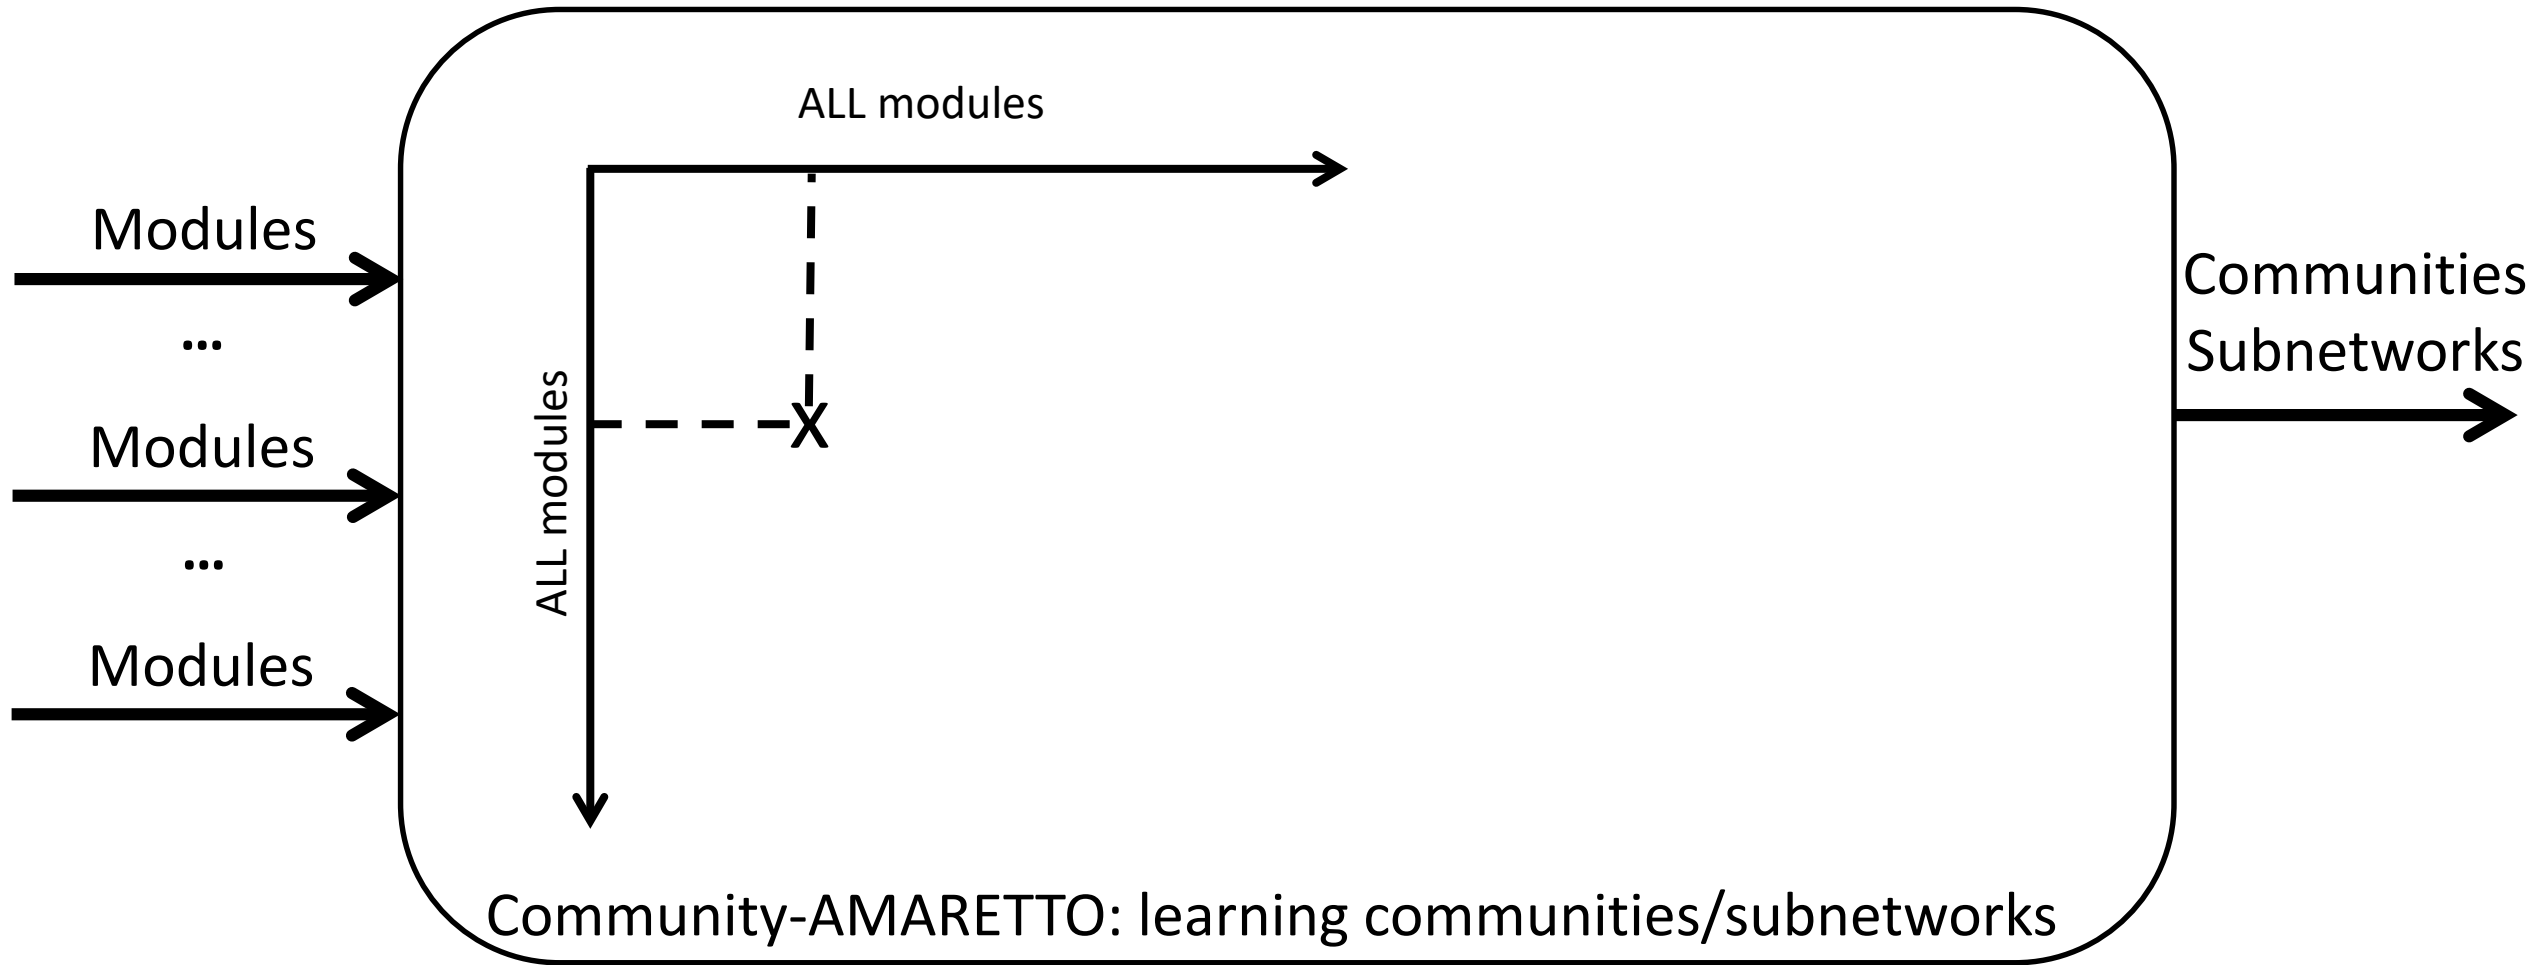 ALL modules
Modules
...
Modules
...
Modules
ALL modules
X
Communities
Subnetworks
Community-AMARETTO: learning communities/subnetworks